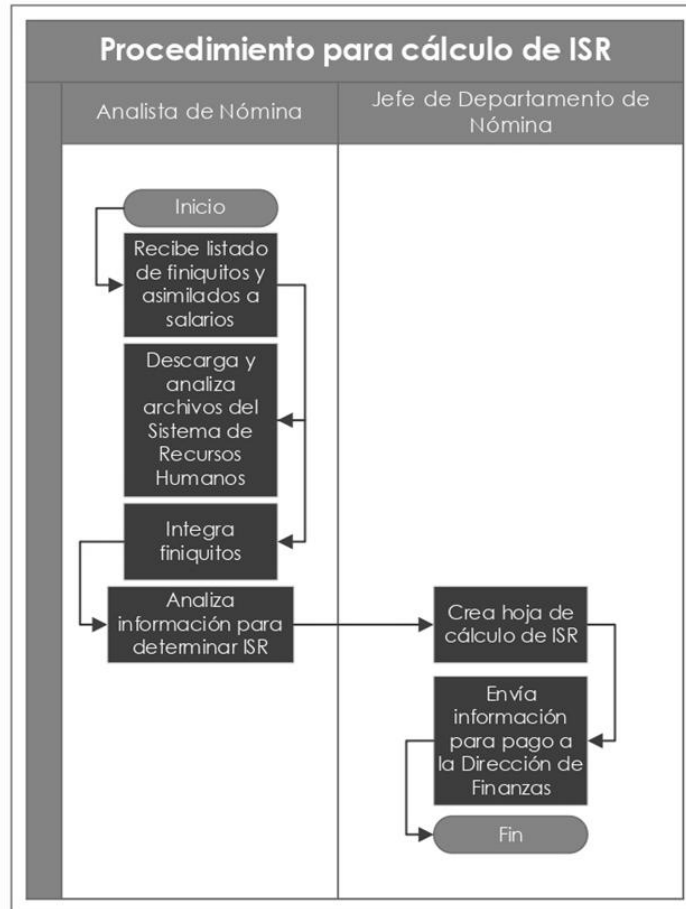 Procedimiento para cálculo de ISR
Analista de Nómina
Jefe de Departamento de
Nómina
Inicio
Recibe listado
de finiquitos y
asimilados a
salarios
Descarga y
analiza
archivos del
Sistema de
Recursos
Humanos
Integra
finiquitos
Analiza
información para
determinar ISR
Crea hoja de
cálculo de ISR
Envía
información
para pago a
la Dirección de
Finanzas
Fin